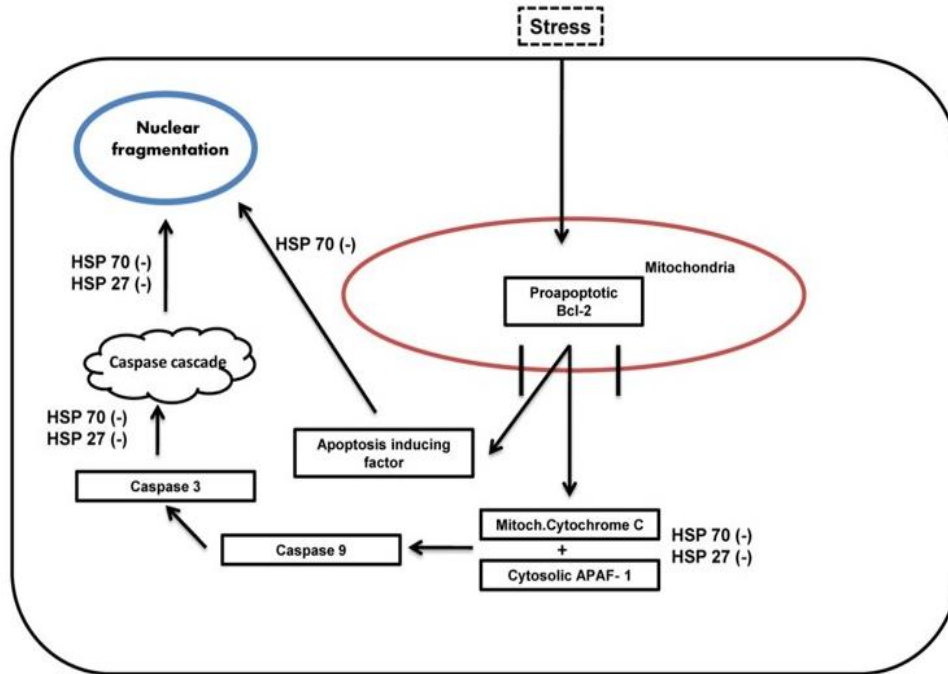 Stress
Nuclear
fragmentation
HSP 70 (-)
Mitochondria
Proapoptotic
Bcl-2
HSP 70 (-)
HSP 27 (-)
Caspase cascade
HSP 70 (-)
HSP 27 (-)
Apoptosis inducing
factor
Caspase 3
Mitoch.Cytochrome C
+
Cytosolic APAF- 1
HSP 70 (-)
HSP 27 (-)
Caspase 9